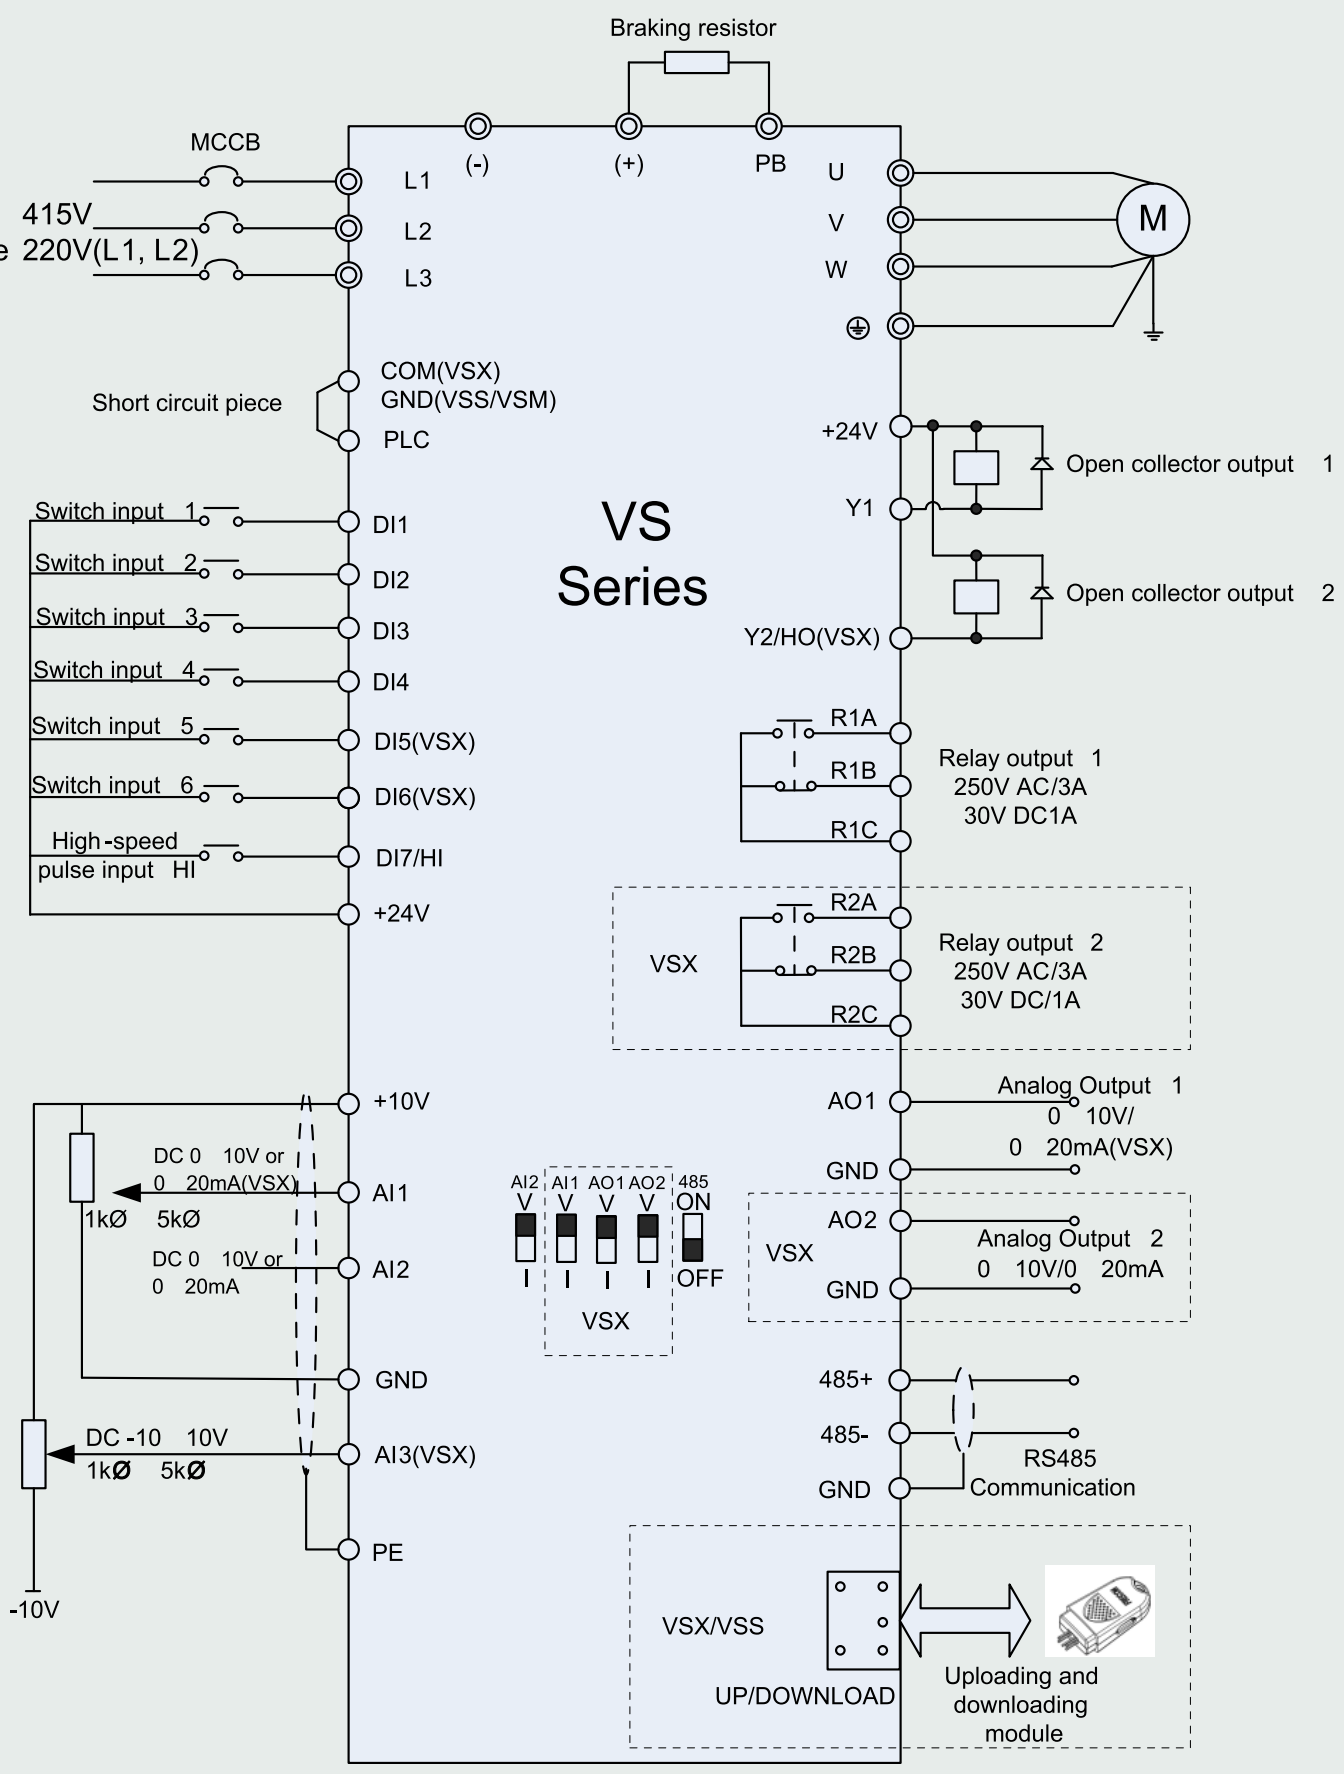 Braking resistor
MCCB
(-)
(+)
PB
L1
415V
L2
e 220V(L1, L2)
L3
U
V
W
M
COM(VSX)
GND(VSS/VSM)
Short circuit piece
PLC
+24V
Open collector output 1
Y1
Open collector output 2
Y2/HO(VSX)
VS
Series
Switch input 1
DI1
Switch input 2
DI2
Switch input 3
DI3
Switch input 4
DI4
Switch input 5
DI5(VSX)
Switch input 6
DI6(VSX)
High-speed
pulse input HI
DI7/HI
+24V
R1A
R1B
R1C
Relay output 1
250V AC/3A
30V DC1A
VSX
R2A
R2B
R2C
Relay output 2
250V AC/3A
30V DC/1A
+10V
DC 0 10V or
0 20mA(VSX)
AI1
1kØ 5kØ
DC 0 10V or
0 20mA
AI2
GND
DC -10 10V
1kØ 5kØ
AI3(VSX)
PE
-10V
AI2 AI1 AO1 AO2 485
V V V V ON
I I I I OFF
VSX
AO1
Analog Output 1
0 10V/
0 20mA(VSX)
GND
AO2
VSX
Analog Output 2
0 10V/0 20mA
GND
485+
485-
GND
RS485
Communication
VSX/VSS
UP/DOWNLOAD
Uploading and
downloading
module